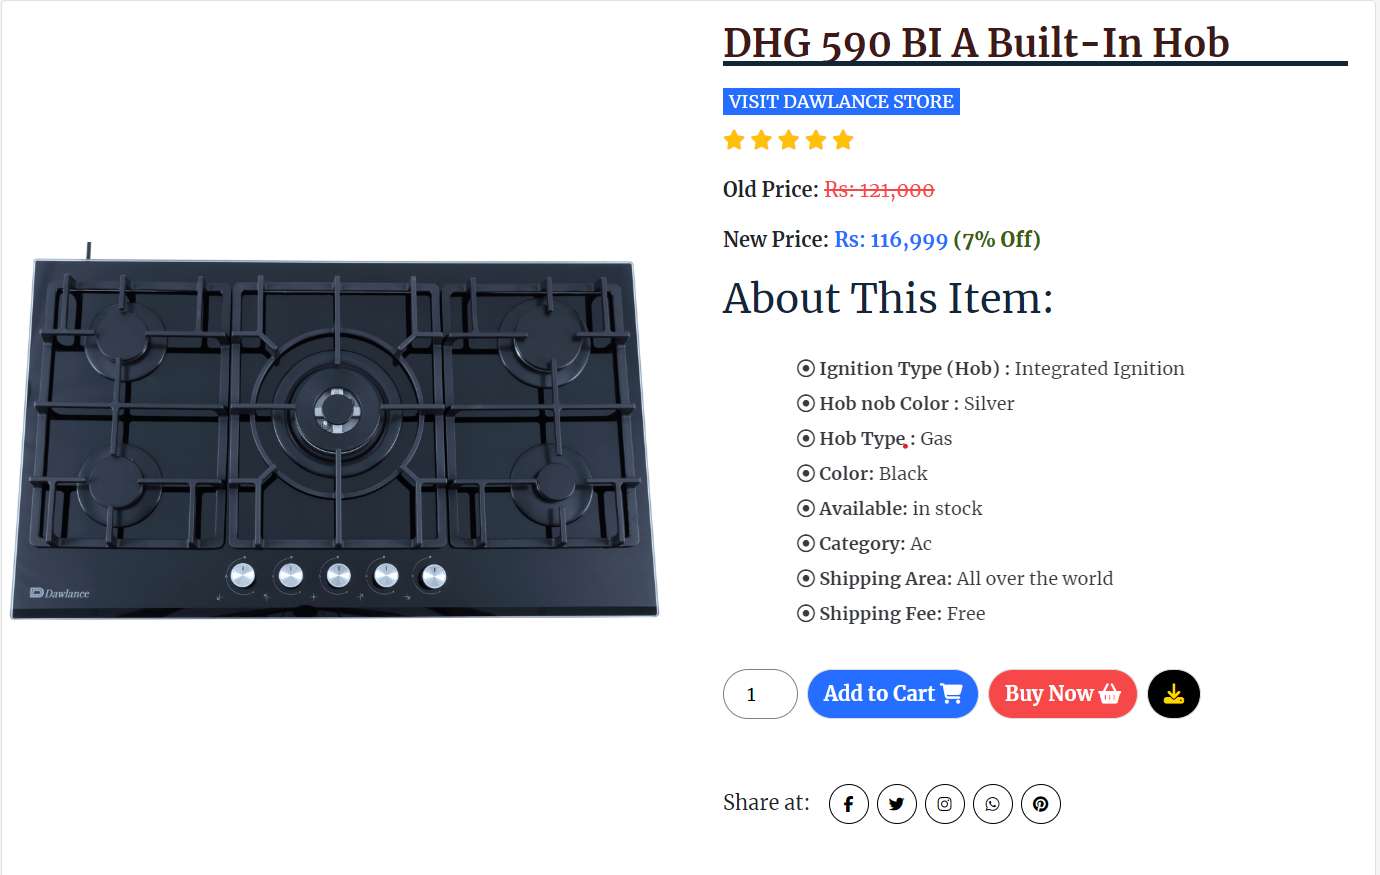 DHG 590 BI A Built-In Hob
VISIT DAWLANCE STORE
Old Price: Rs: 121,000
New Price: Rs: 116,999 (7% Off)
About This Item:
Ignition Type (Hob) : Integrated Ignition
Hob nob Color : Silver
Hob Type : Gas
Color: Black
Available: in stock
Category: Ac
Shipping Area: All over the world
Shipping Fee: Free
1
Add to Cart
Buy Now
Share at:
Dawlance